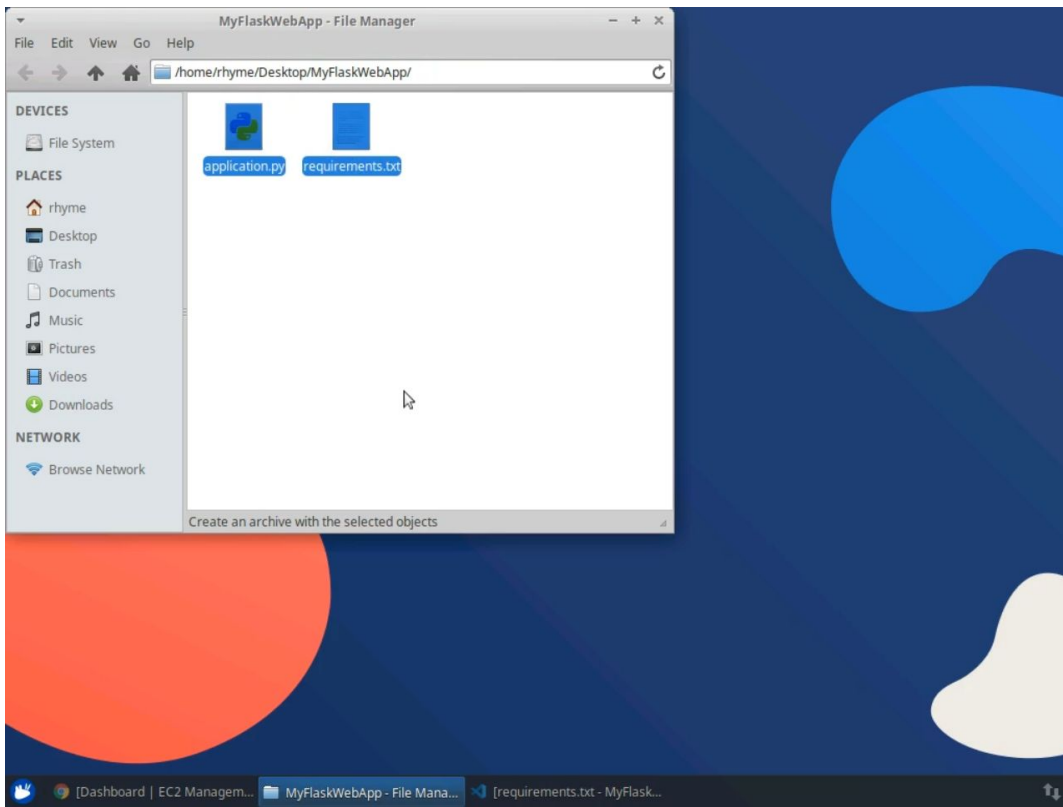 MyFlaskWebApp - File Manager
File Edit View Go Help
/home/rhyme/Desktop/MyFlaskWebApp/
DEVICES
File System
PLACES
rhyme
Desktop
Trash
Documents
Music
Pictures
Videos
Downloads
NETWORK
Browse Network
application.py requirements.txt
Create an archive with the selected objects
[Dashboard | EC2 Managem... MyFlaskWebApp - File Mana... [requirements.txt - MyFlask...